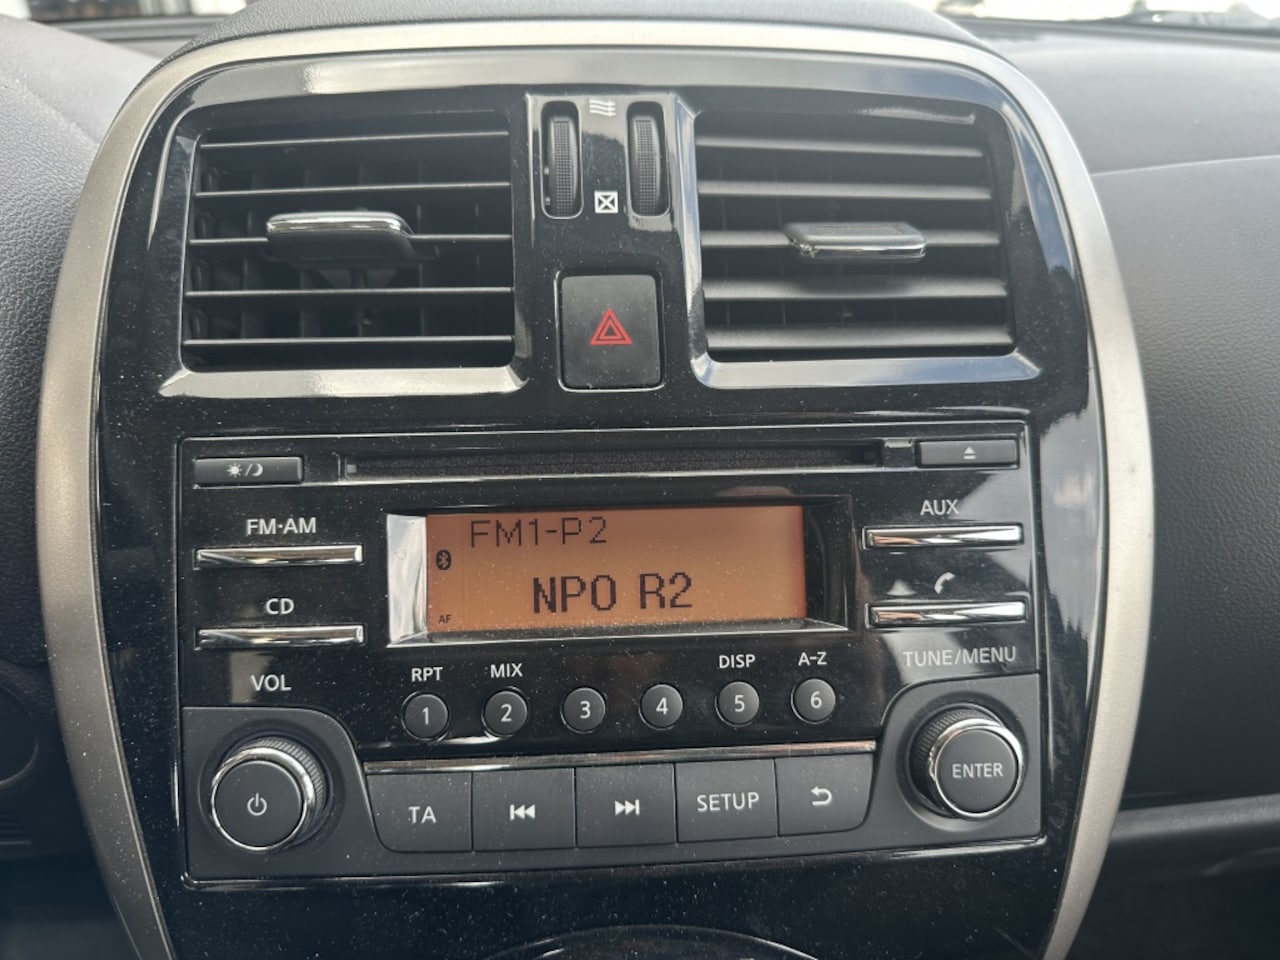 FM·AM
AUX
FM1-P2
CD
NPO R2
AF
VOL
RPT
MIX
DISP
A-Z
TUNE/MENU
1
2
3
4
5
6
TA
SETUP
ENTER